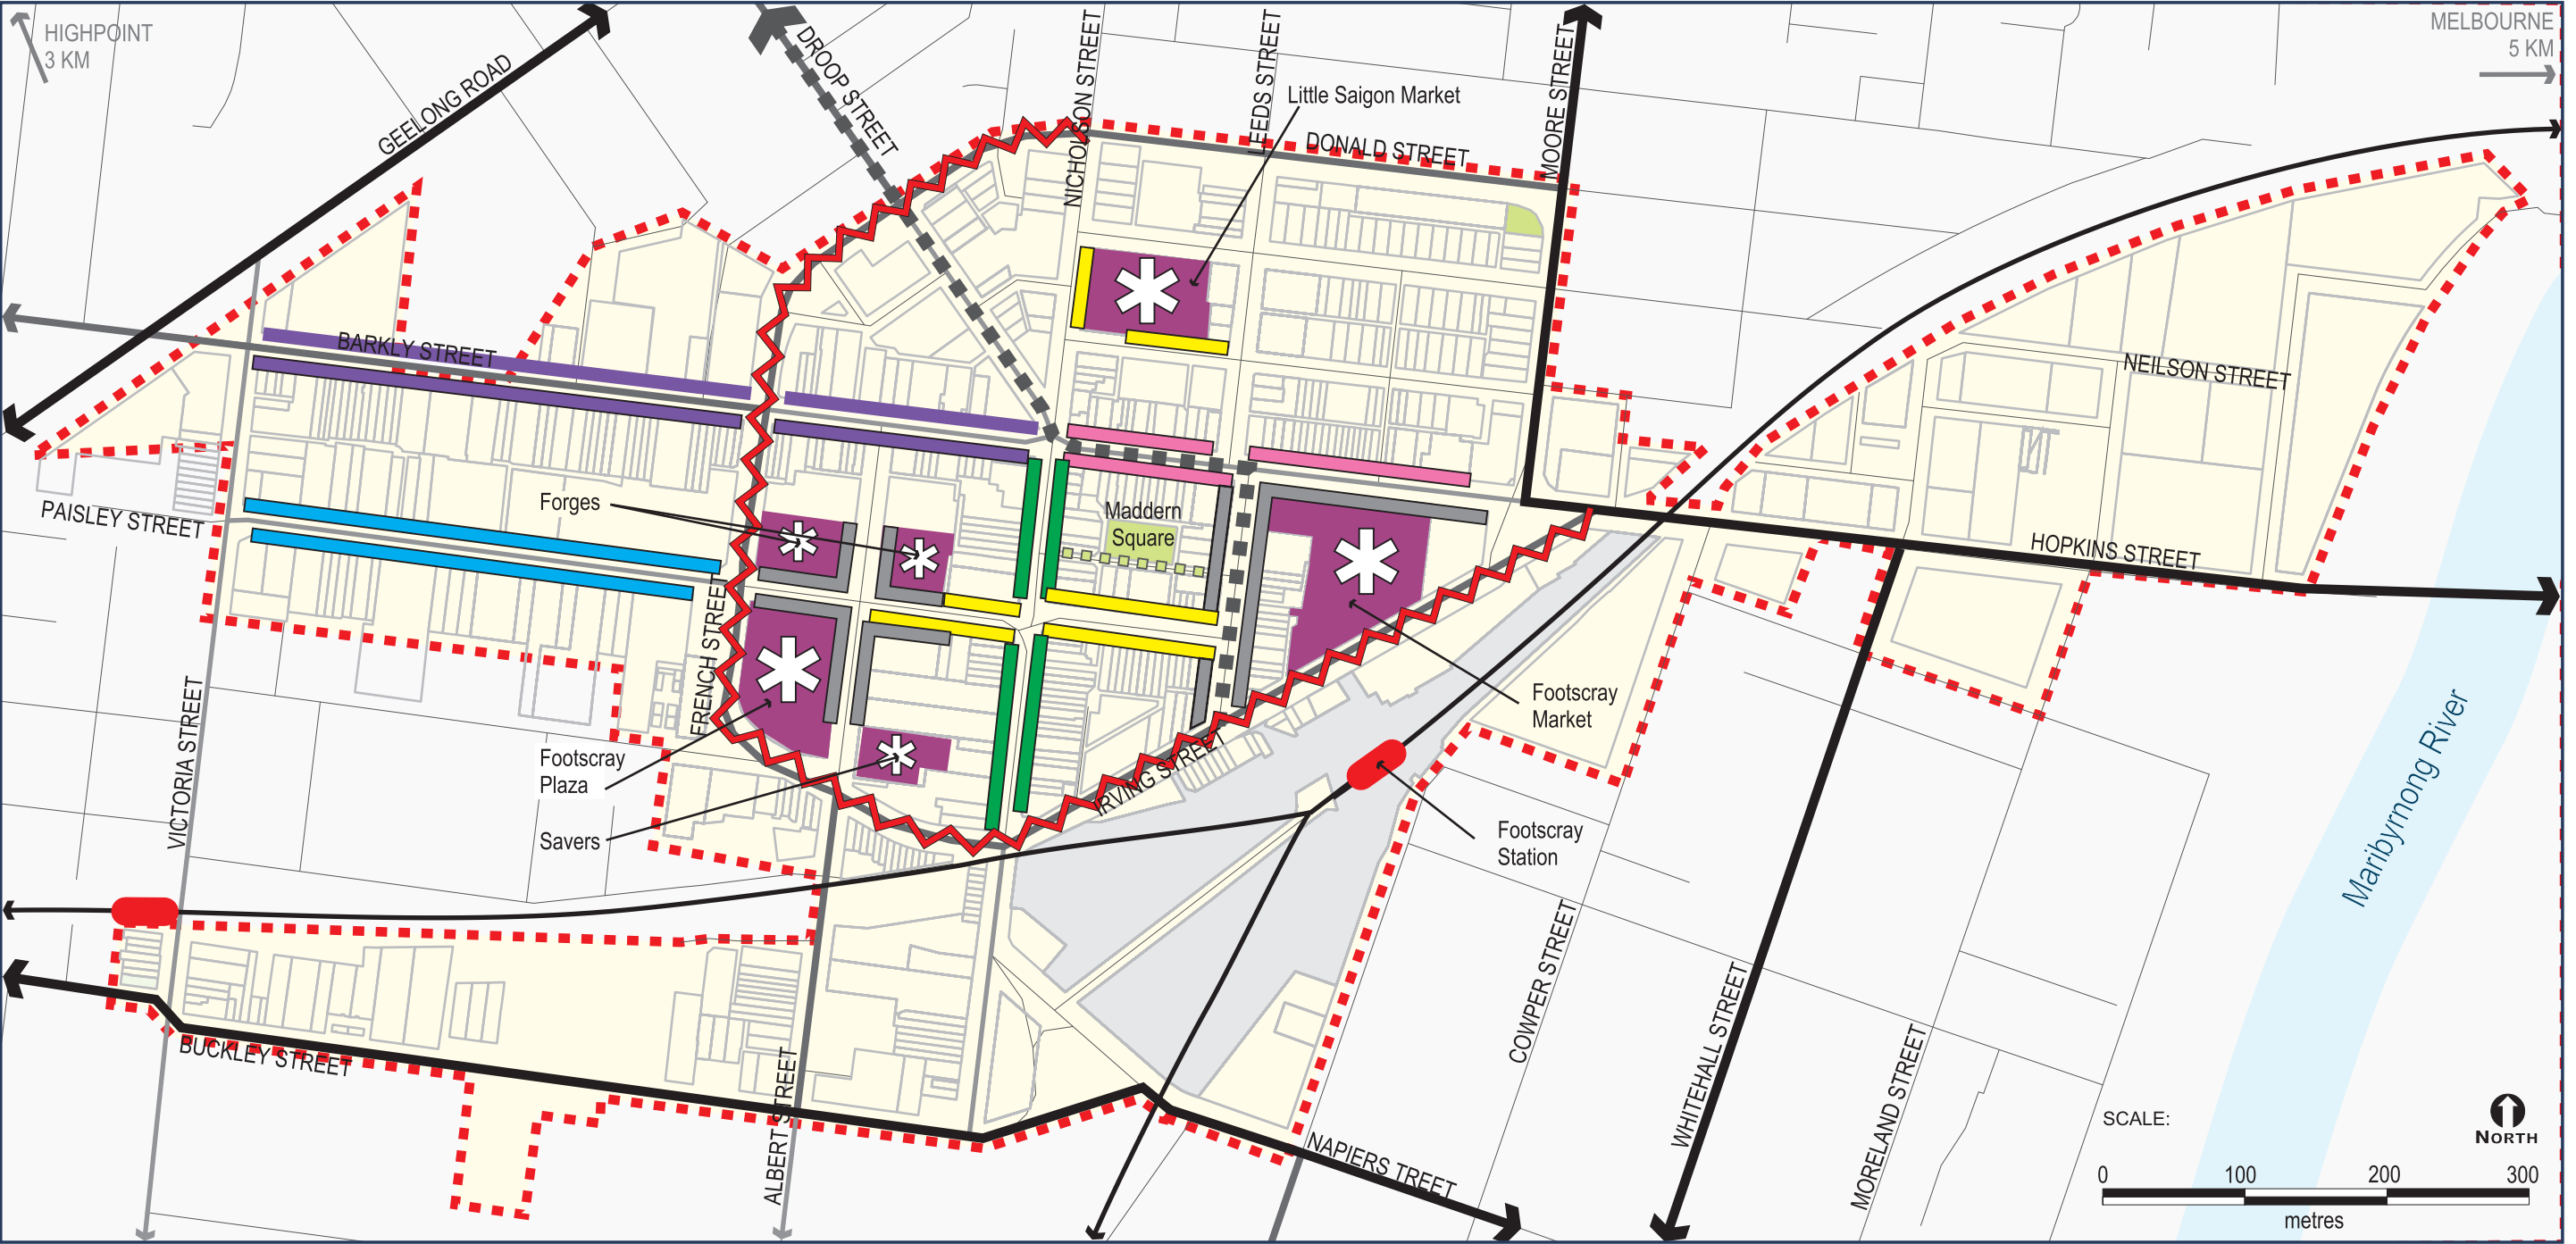 HIGHPOINT
3 KM
MELBOURNE
5 KM
GEELONG ROAD
DROOP STREET
NICHOLSON STREET
LEEDS STREET
MOORE STREET
Little Saigon Market
DONALD STREET
BARKLY STREET
NEILSON STREET
PAISLEY STREET
Forges
Maddern
Square
HOPKINS STREET
FRENCH STREET
VICTORIA STREET
Footscray
Market
Footscray
Plaza
IRVING STREET
Savers
Footscray
Station
Maribyrnong River
COWPER STREET
WHITEHALL STREET
MORELAND STREET
BUCKLEY STREET
ALBERT STREET
NAPIERS TREET
SCALE:
NORTH
0 100 200 300
metres